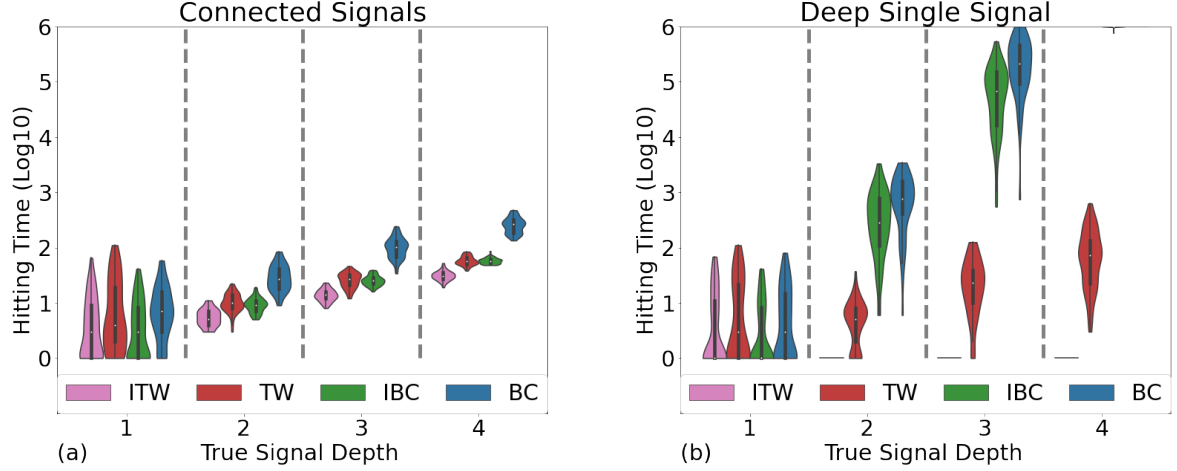 Connected Signals
6
5
4
3
2
1
0
Hitting Time (Log10)
ITW TW IBC BC
1 2 3 4
(a) True Signal Depth
Deep Single Signal
6
5
4
3
2
1
0
Hitting Time (Log10)
ITW TW IBC BC
1 2 3 4
(b) True Signal Depth